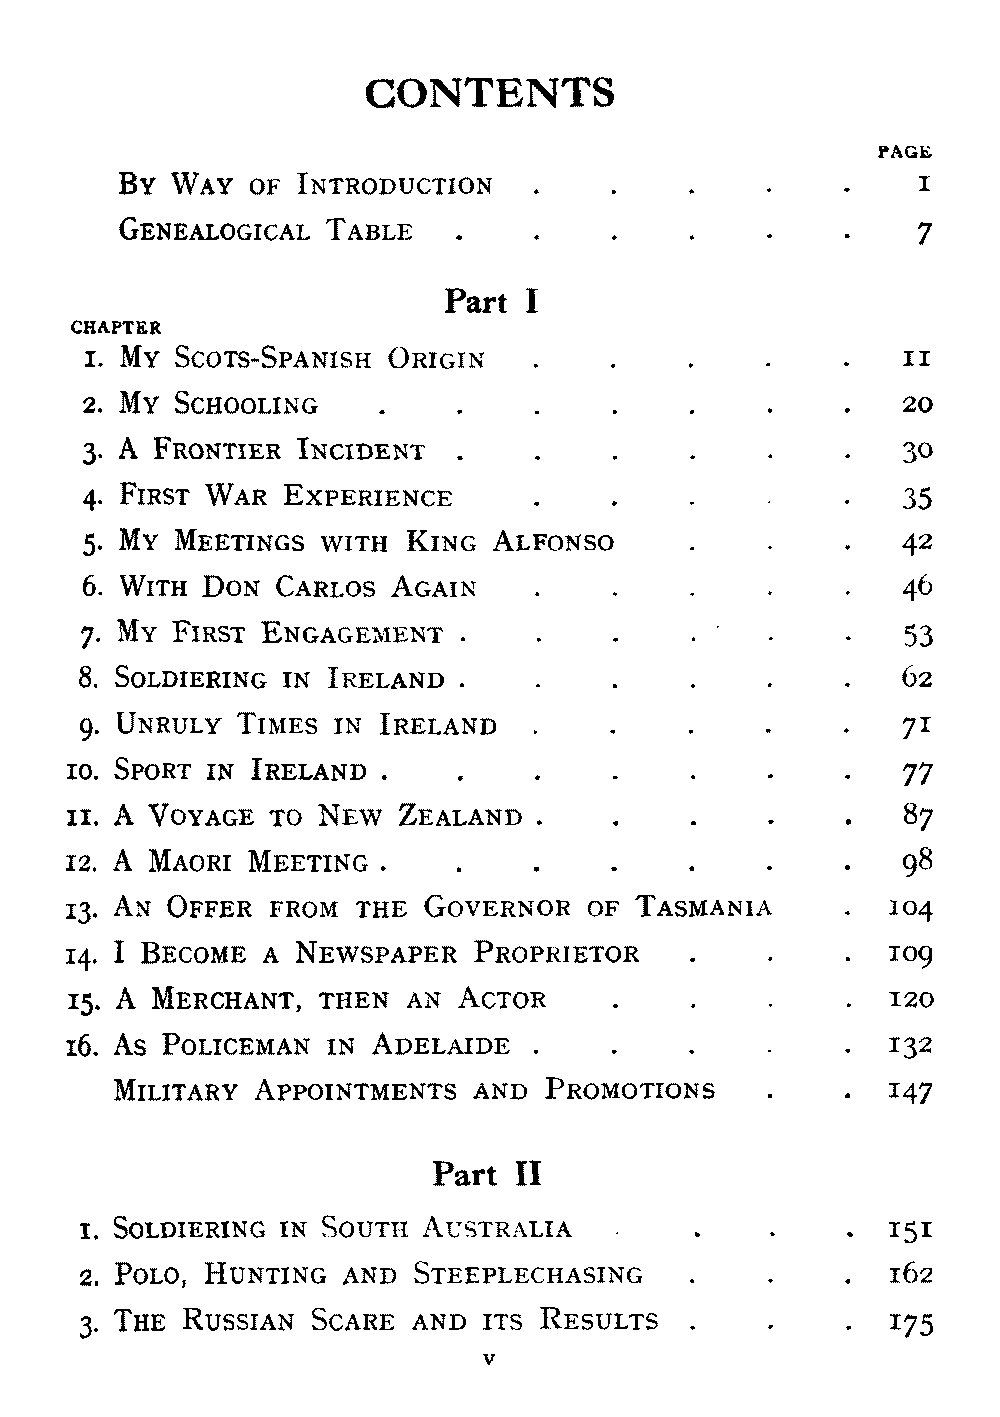 CONTENTS
PAGE
By Way of Introduction . . . . . 1
Genealogical Table . . . . . . 7
Part I
CHAPTER
1. My Scots-Spanish Origin . . . . . 11
2. My Schooling . . . . . . . 20
3. A Frontier Incident . . . . . . 30
4. First War Experience . . . . . 35
5. My Meetings with King Alfonso . . . 42
6. With Don Carlos Again . . . . . 46
7. My First Engagement . . . . . . 53
8. Soldiering in Ireland . . . . . . 62
9. Unruly Times in Ireland . . . . . 71
10. Sport in Ireland . . . . . . . 77
11. A Voyage to New Zealand . . . . . 87
12. A Maori Meeting . . . . . . . 98
13. An Offer from the Governor of Tasmania . 104
14. I Become a Newspaper Proprietor . . . 109
15. A Merchant, then an Actor . . . . 120
16. As Policeman in Adelaide . . . . . 132
Military Appointments and Promotions . . 147
Part II
1. Soldiering in South Australia . . . . 151
2. Polo, Hunting and Steeplechasing . . . 162
3. The Russian Scare and its Results . . . 175
v